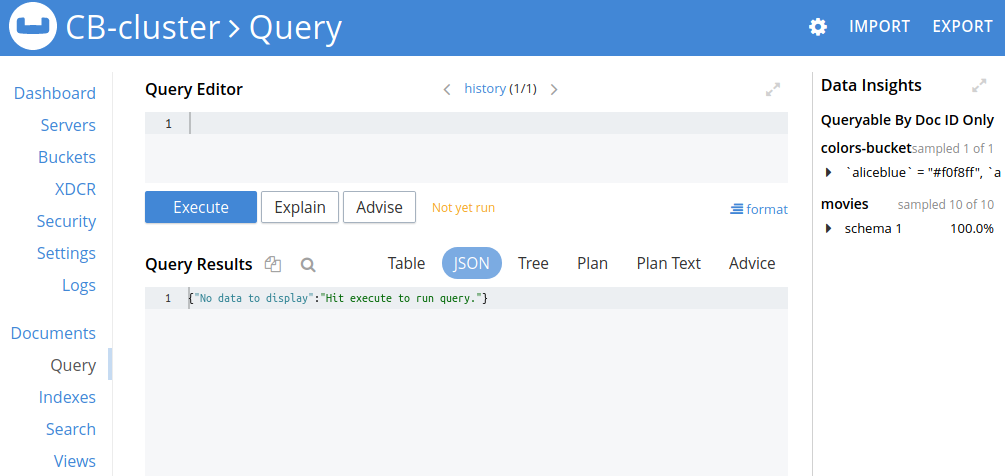 CB-cluster > Query
IMPORT
EXPORT
Dashboard
Servers
Buckets
XDCR
Security
Settings
Logs
Documents
Query
Indexes
Search
Views
Query Editor
history (1/1)
1
Execute
Explain
Advise
Not yet run
format
Query Results
Table
JSON
Tree
Plan
Plan Text
Advice
1 {"No data to display":"Hit execute to run query."}
Data Insights
Queryable By Doc ID Only
colors-bucket sampled 1 of 1
`aliceblue` = "#f0f8ff", `a
movies sampled 10 of 10
schema 1 100.0%